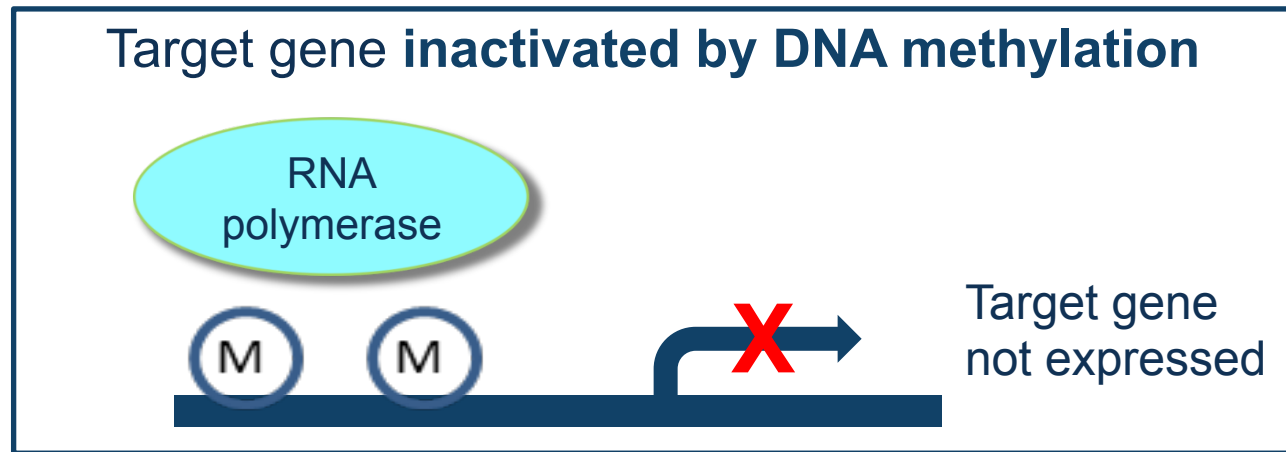 Target gene inactivated by DNA methylation
RNA
polymerase
M M
X
Target gene
not expressed